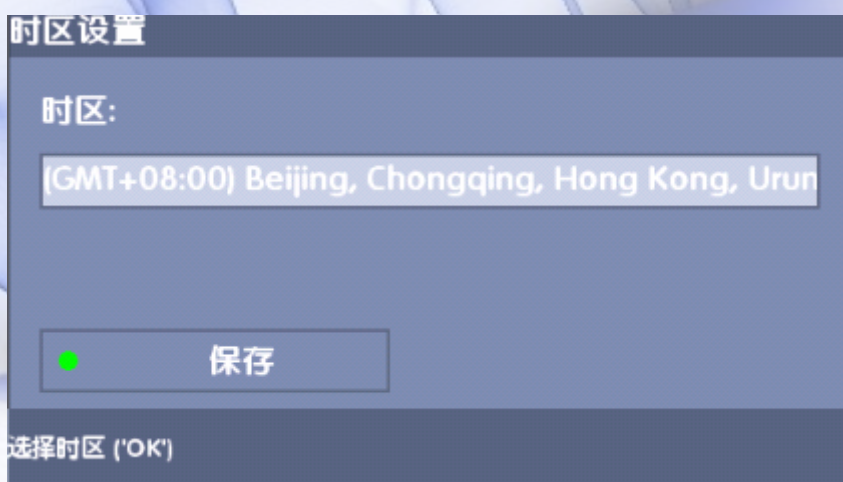 时区设置
时区:
(GMT+08:00) Beijing, Chongqing, Hong Kong, Urum
保存
选择时区 ('OK')